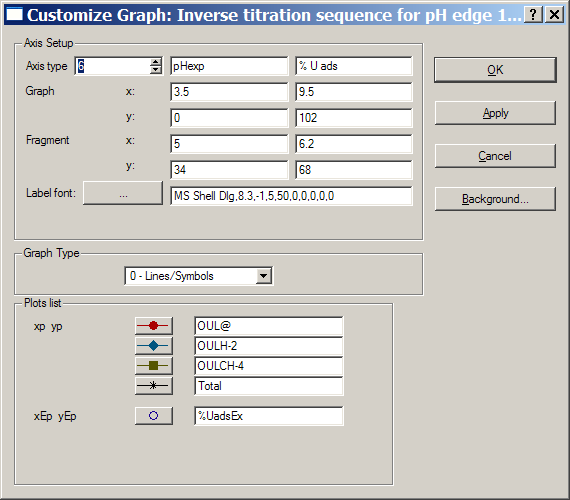 Customize Graph: Inverse titration sequence for pH edge 1... ?
Axis Setup
Axis type 6 pHexp % U ads
Graph x: 3.5 9.5
y: 0 102
Fragment x: 5 6.2
y: 34 68
Label font: ... MS Shell Dlg,8.3,-1,5,50,0,0,0,0,0
OK
Apply
Cancel
Background...
Graph Type
0 - Lines/Symbols
Plots list
xp yp OUL@
OULH-2
OULCH-4
Total
xEp yEp %UadsEx